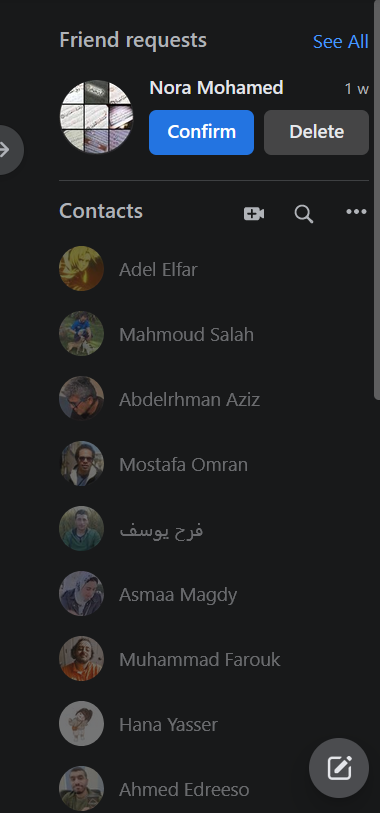 Friend requests
See All
Nora Mohamed
1 w
Confirm
Delete
Contacts
Adel Elfar
Mahmoud Salah
Abdelrhman Aziz
Mostafa Omran
فرح يوسف
Asmaa Magdy
Muhammad Farouk
Hana Yasser
Ahmed Edreeso